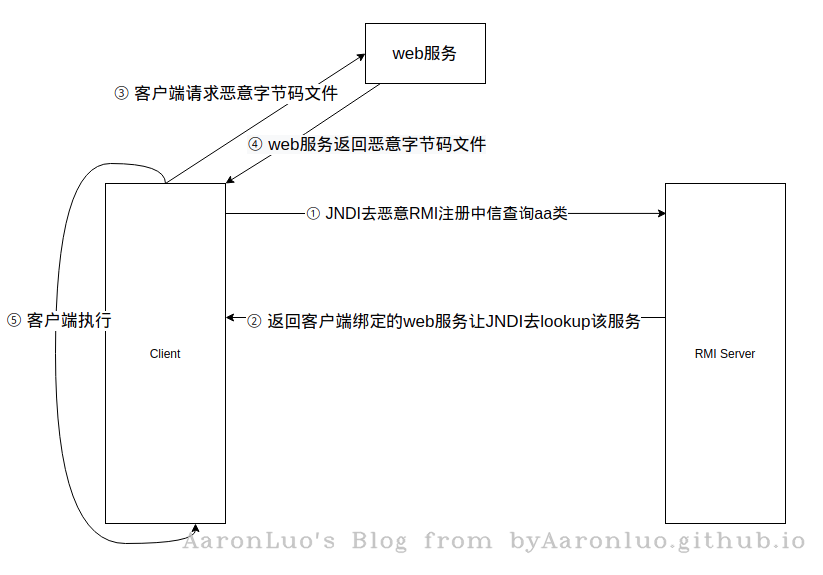 web服务
③ 客户端请求恶意字节码文件
④ web服务返回恶意字节码文件
① JNDI去恶意RMI注册中信查询aa类
② 返回客户端绑定的web服务让JNDI去lookup该服务
⑤ 客户端执行
Client
RMI Server
AaronLuo's Blog from byAaronluo.github.io